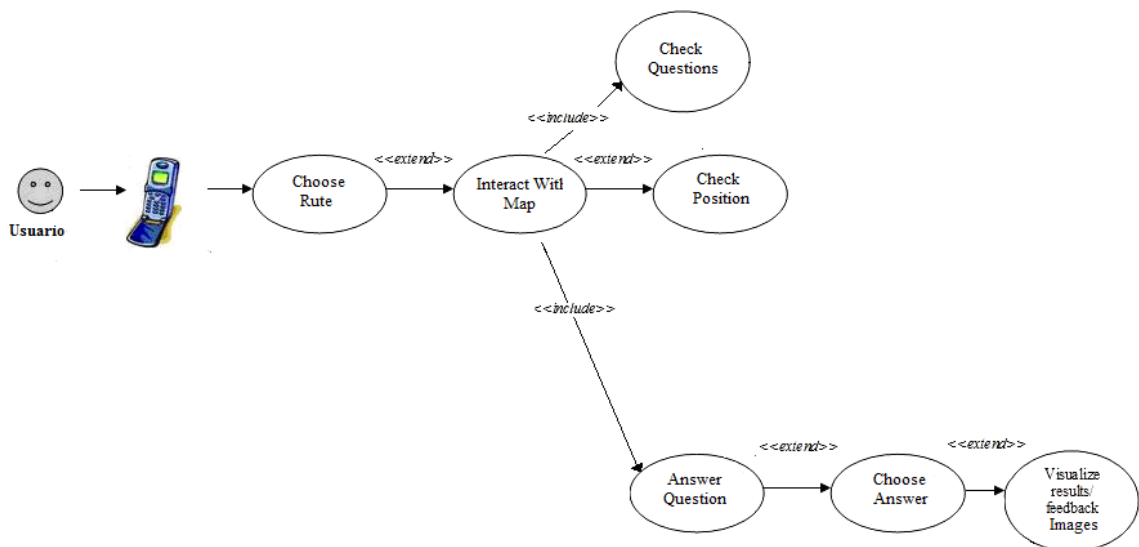 Check
Questions
<<include>>
<<extend>>
<<extend>>
Choose
Rute
Interact With
Map
Check
Position
Usuario
<<include>>
<<extend>>
<<extend>>
Answer
Question
Choose
Answer
Visualize
results/
feedback
Images